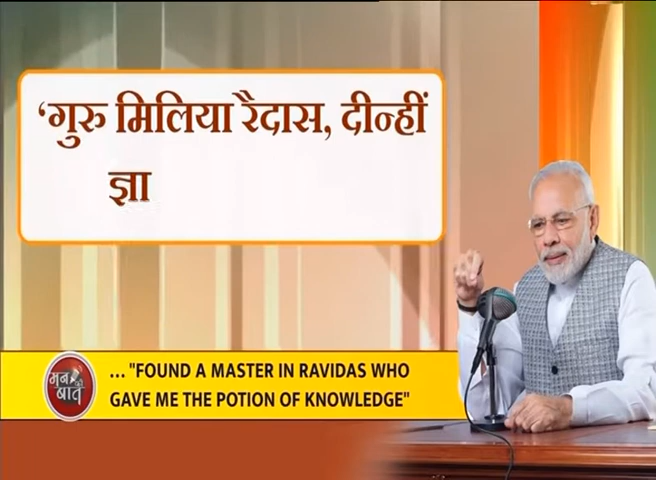 ‘गुरु मिलिया रैदास, दीन्हीं
ज्ञा
मन की
बात
... "FOUND A MASTER IN RAVIDAS WHO
GAVE ME THE POTION OF KNOWLEDGE"